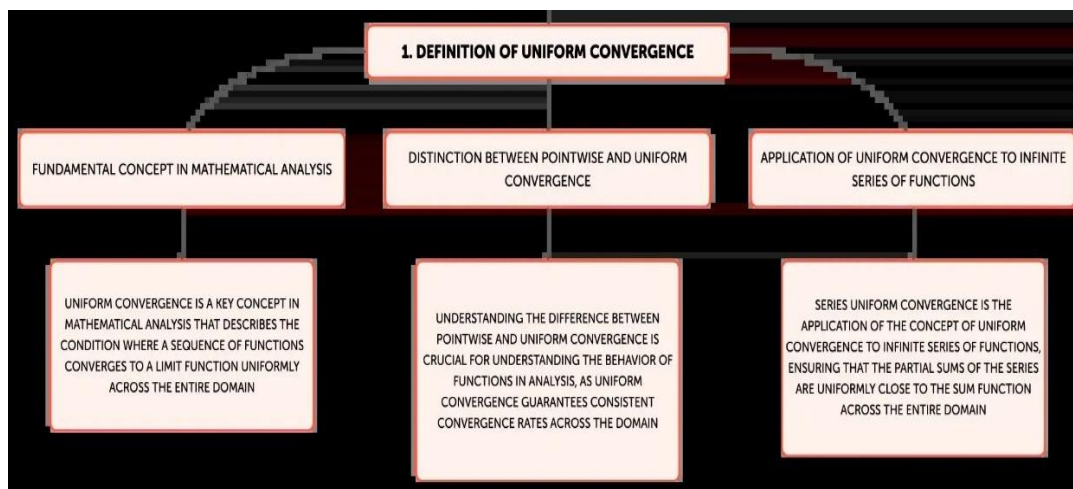 1. DEFINITION OF UNIFORM CONVERGENCE
FUNDAMENTAL CONCEPT IN MATHEMATICAL ANALYSIS
DISTINCTION BETWEEN POINTWISE AND UNIFORM
CONVERGENCE
APPLICATION OF UNIFORM CONVERGENCE TO INFINITE
SERIES OF FUNCTIONS
UNIFORM CONVERGENCE IS A KEY CONCEPT IN
MATHEMATICAL ANALYSIS THAT DESCRIBES THE
CONDITION WHERE A SEQUENCE OF FUNCTIONS
CONVERGES TO A LIMIT FUNCTION UNIFORMLY
ACROSS THE ENTIRE DOMAIN
UNDERSTANDING THE DIFFERENCE BETWEEN
POINTWISE AND UNIFORM CONVERGENCE IS
CRUCIAL FOR UNDERSTANDING THE BEHAVIOR OF
FUNCTIONS IN ANALYSIS, AS UNIFORM
CONVERGENCE GUARANTEES CONSISTENT
CONVERGENCE RATES ACROSS THE DOMAIN
SERIES UNIFORM CONVERGENCE IS THE
APPLICATION OF THE CONCEPT OF UNIFORM
CONVERGENCE TO INFINITE SERIES OF FUNCTIONS,
ENSURING THAT THE PARTIAL SUMS OF THE SERIES
ARE UNIFORMLY CLOSE TO THE SUM FUNCTION
ACROSS THE ENTIRE DOMAIN